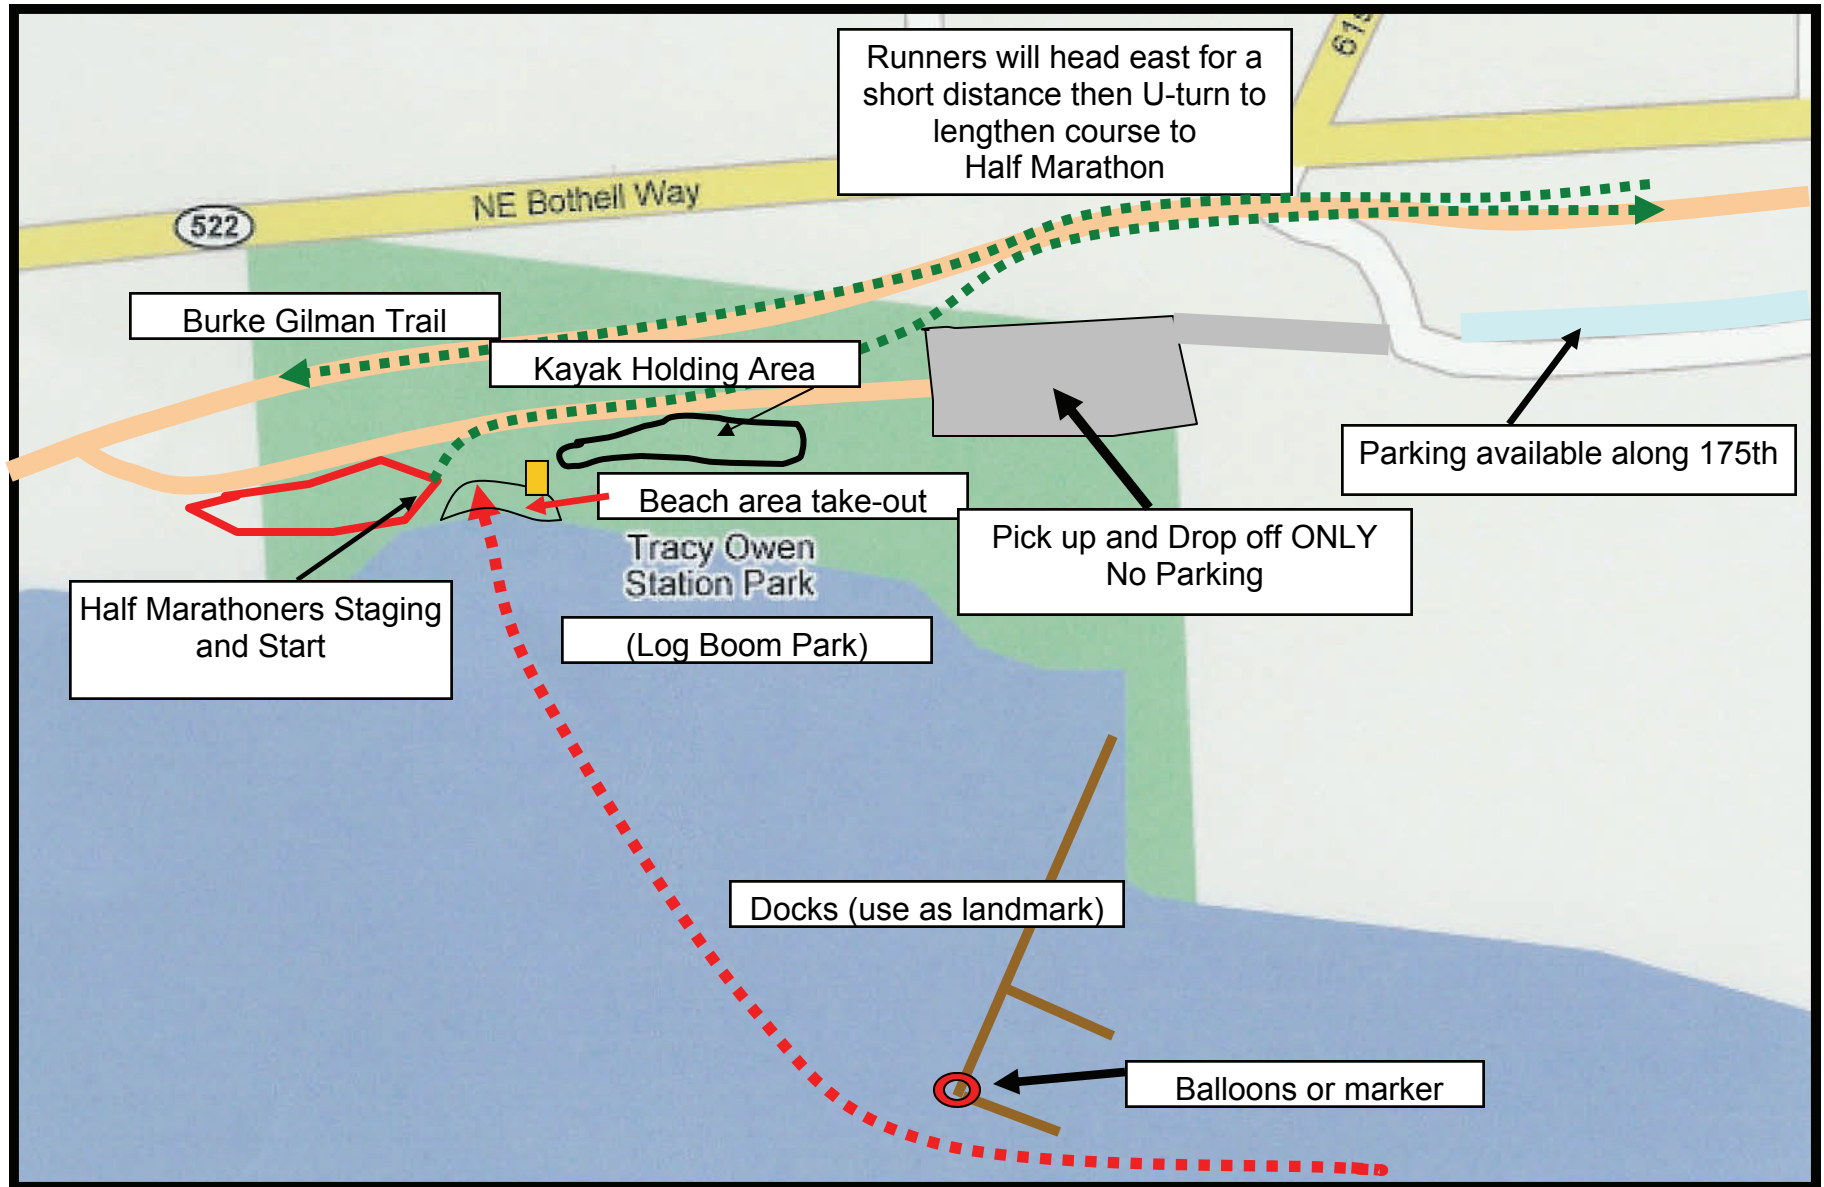 Runners will head east for a
short distance then U-turn to
lengthen course to
Half Marathon
NE Bothell Way
522
Burke Gilman Trail
Kayak Holding Area
Parking available along 175th
Beach area take-out
Pick up and Drop off ONLY
No Parking
Tracy Owen
Station Park
Half Marathoners Staging
and Start
(Log Boom Park)
Docks (use as landmark)
Balloons or marker